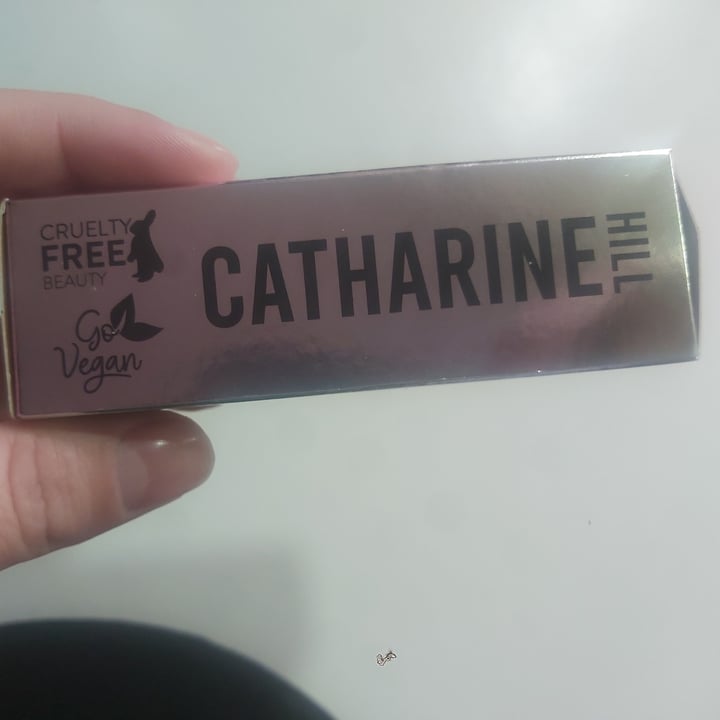 CRUELTY
FREE
BEAUTY
Go
Vegan
CATHARINE
HILL